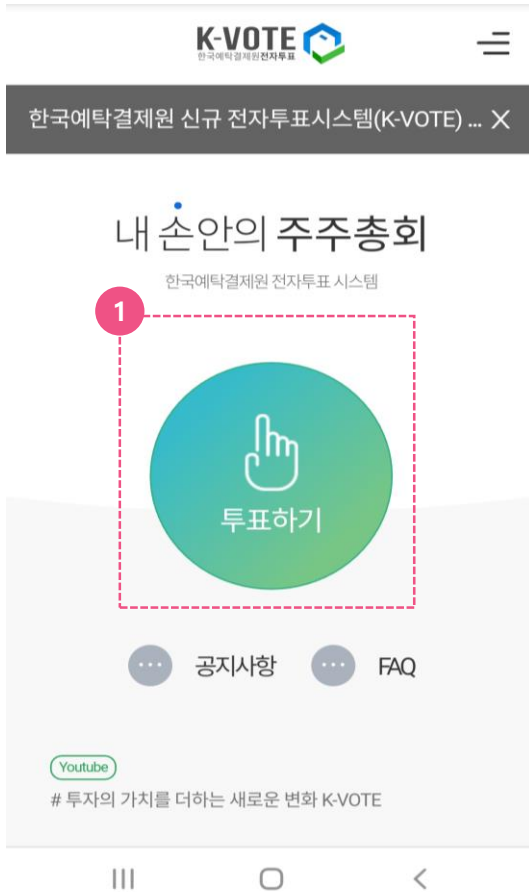 K-VOTE
한국예탁결제원전자투표
한국예탁결제원 신규 전자투표시스템(K-VOTE) ...
내 손안의 주주총회
한국예탁결제원 전자투표 시스템
1
투표하기
공지사항 FAQ
Youtube
# 투자의 가치를 더하는 새로운 변화 K-VOTE